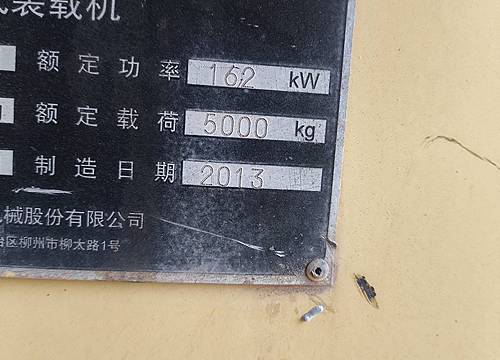 装载机
额定功率 162 kW
额定载荷 5000 kg
制造日期 2013
械股份有限公司
区柳州市柳太路1号